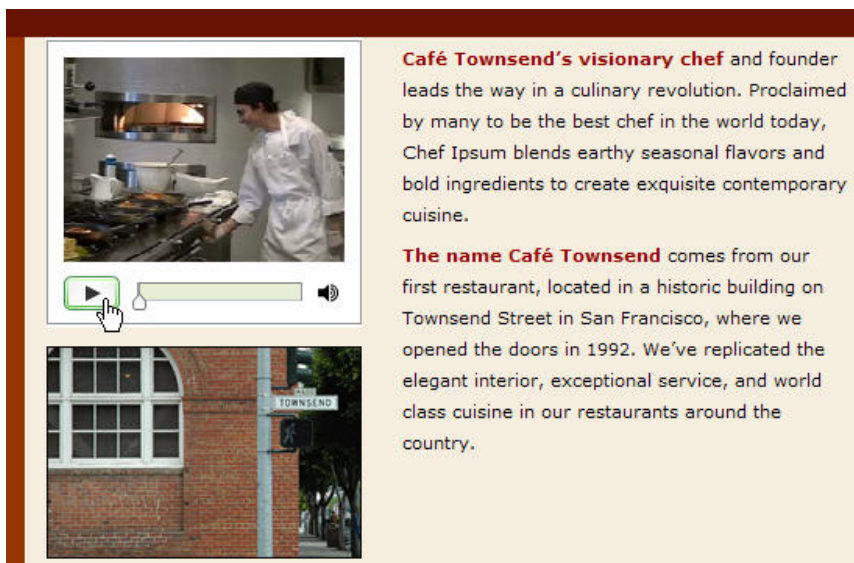 Café Townsend’s visionary chef and founder
leads the way in a culinary revolution. Proclaimed
by many to be the best chef in the world today,
Chef Ipsum blends earthy seasonal flavors and
bold ingredients to create exquisite contemporary
cuisine.
The name Café Townsend comes from our
first restaurant, located in a historic building on
Townsend Street in San Francisco, where we
opened the doors in 1992. We’ve replicated the
elegant interior, exceptional service, and world
class cuisine in our restaurants around the
country.
TOWNSEND